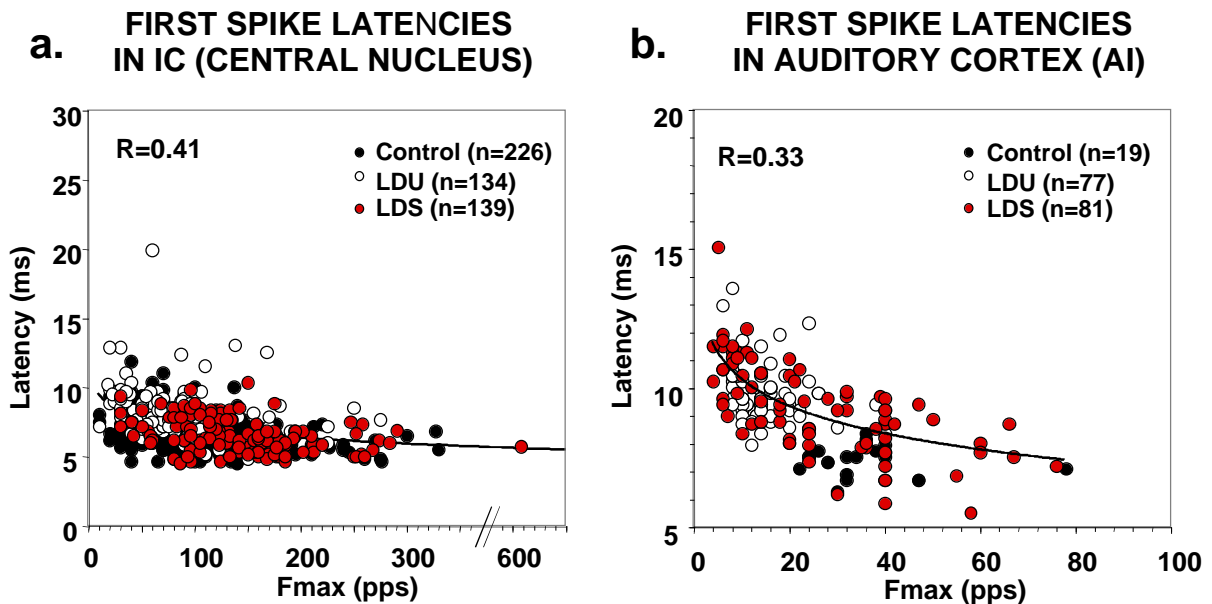 a.
FIRST SPIKE LATENCIES
IN IC (CENTRAL NUCLEUS)
R=0.41
Control (n=226)
LDU (n=134)
LDS (n=139)
Latency (ms)
30
25
20
15
10
5
0
0 100 200 300 600
Fmax (pps)
b.
FIRST SPIKE LATENCIES
IN AUDITORY CORTEX (AI)
R=0.33
Control (n=19)
LDU (n=77)
LDS (n=81)
Latency (ms)
20
15
10
5
0 20 40 60 80 100
Fmax (pps)